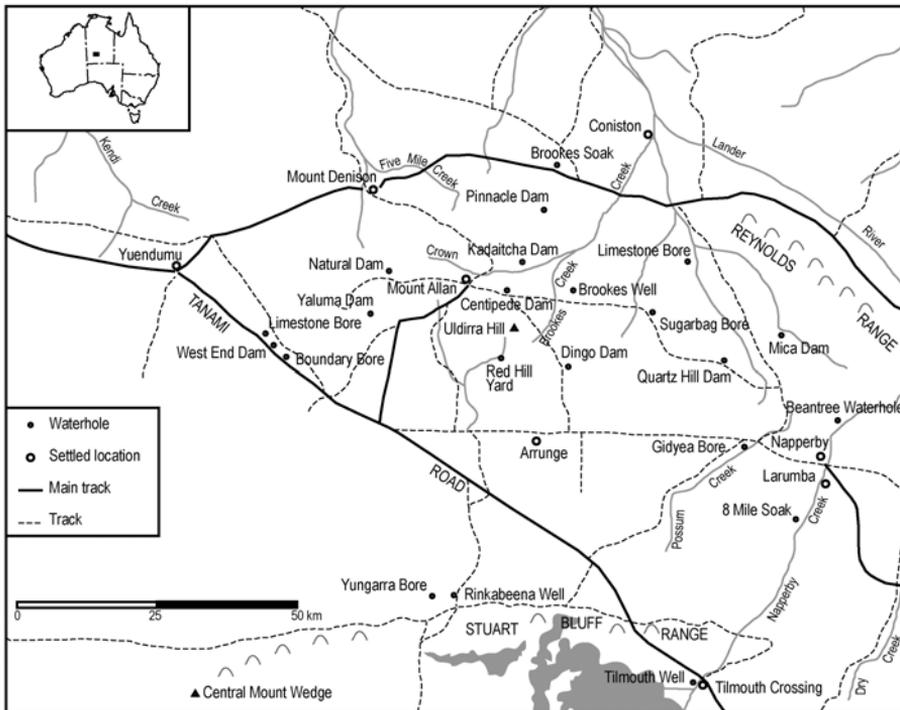 Kendi
Creek
Coniston
Lander
River
Brookes Soak
Five Mile
Creek
Creek
Mount Denison
Pinnacle Dam
REYNOLDS
RANGE
Yuendumu
Crown
Kadaitcha Dam
Limestone Bore
Natural Dam
Mount Allan
Creek
Brookes Well
Yaluma Dam
Centipede Dam
TANAMI
Limestone Bore
Uldirra Hill
Brookes
Sugarbag Bore
West End Dam
Boundary Bore
Dingo Dam
Mica Dam
Red Hill
Yard
Quartz Hill Dam
Beantree Waterhole
Waterhole
Settled location
Main track
Track
Arrunge
Gidyea Bore
Napperby
ROAD
Creek
Larumba
Possum
8 Mile Soak
Creek
Yungarra Bore
Rinkabeena Well
Napperby
0
25
50 km
STUART
BLUFF
RANGE
Creek
Dry
Tilmouth Well
Tilmouth Crossing
Central Mount Wedge